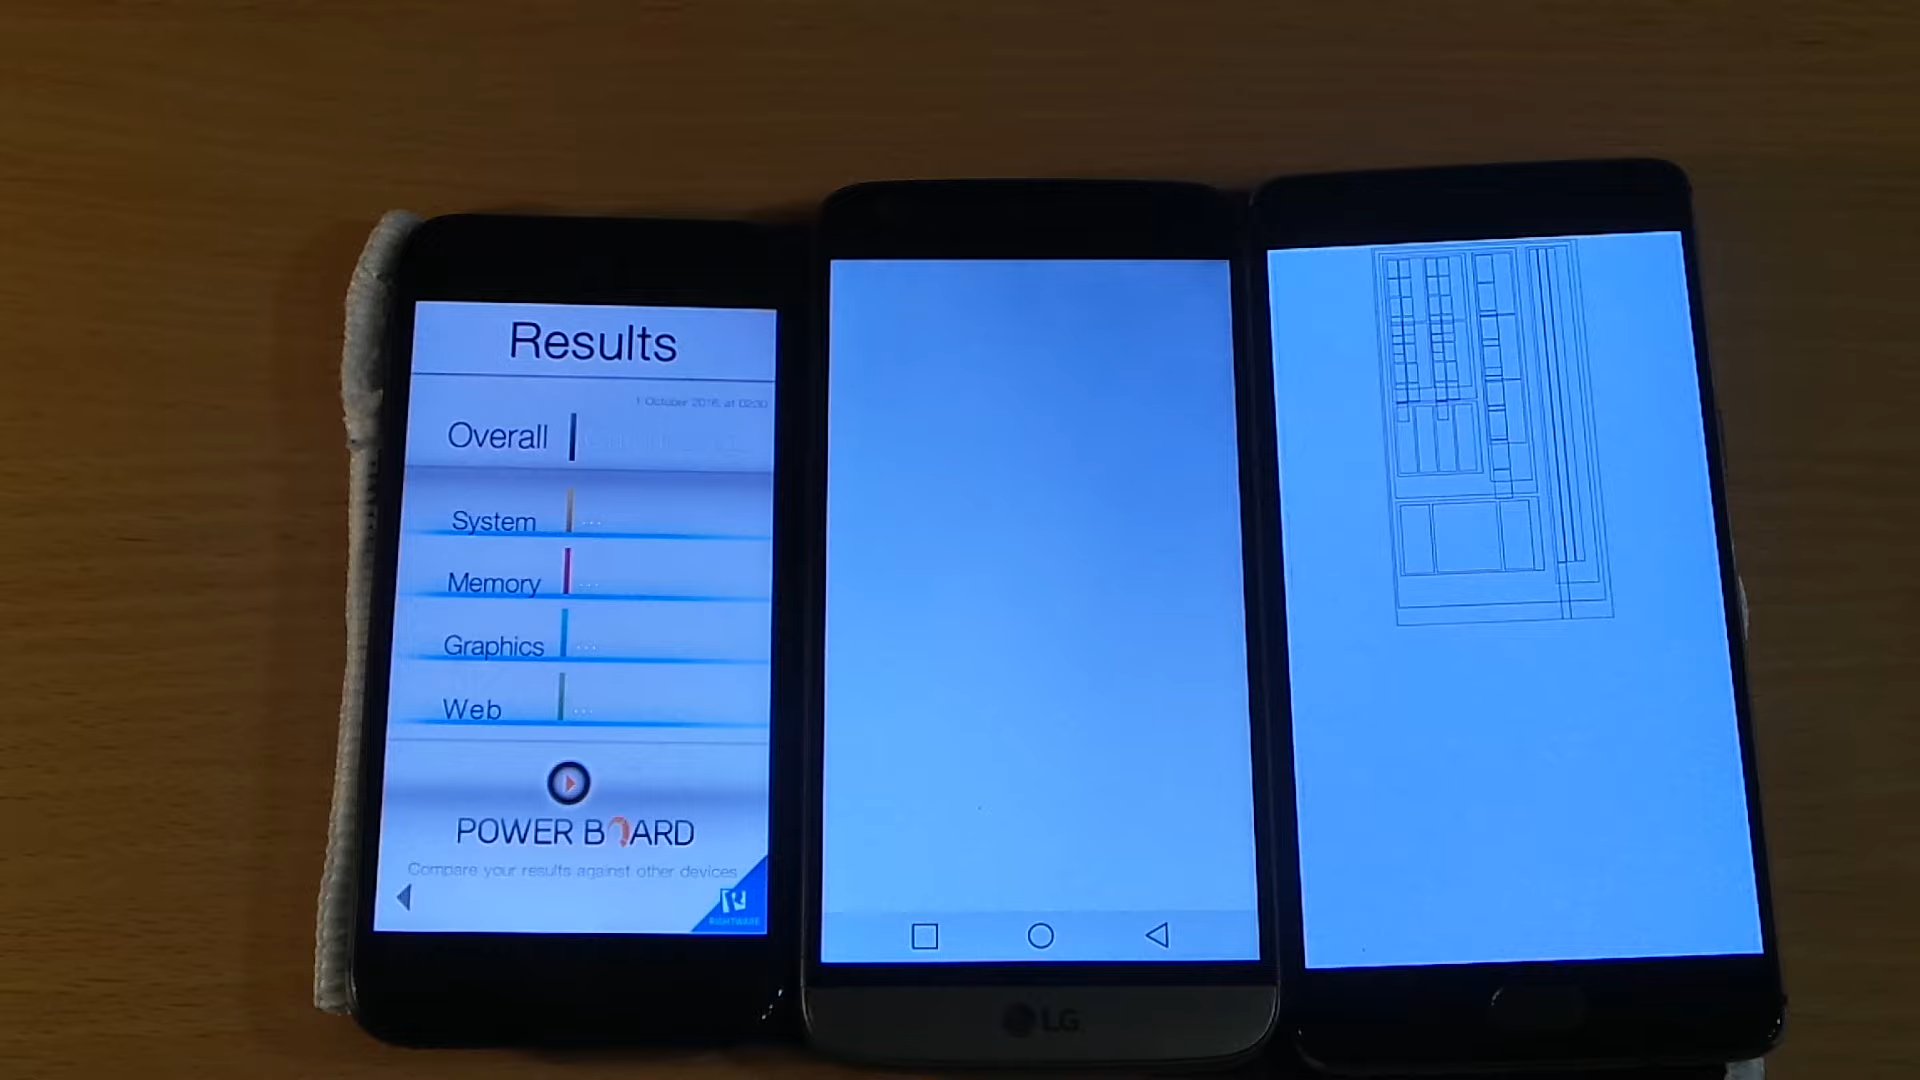 Results
1 October 2016, at 02:30
Overall
System ...
Memory ...
Graphics ...
Web ...
POWER BOARD
Compare your results against other devices
RIGHTWARE
LG